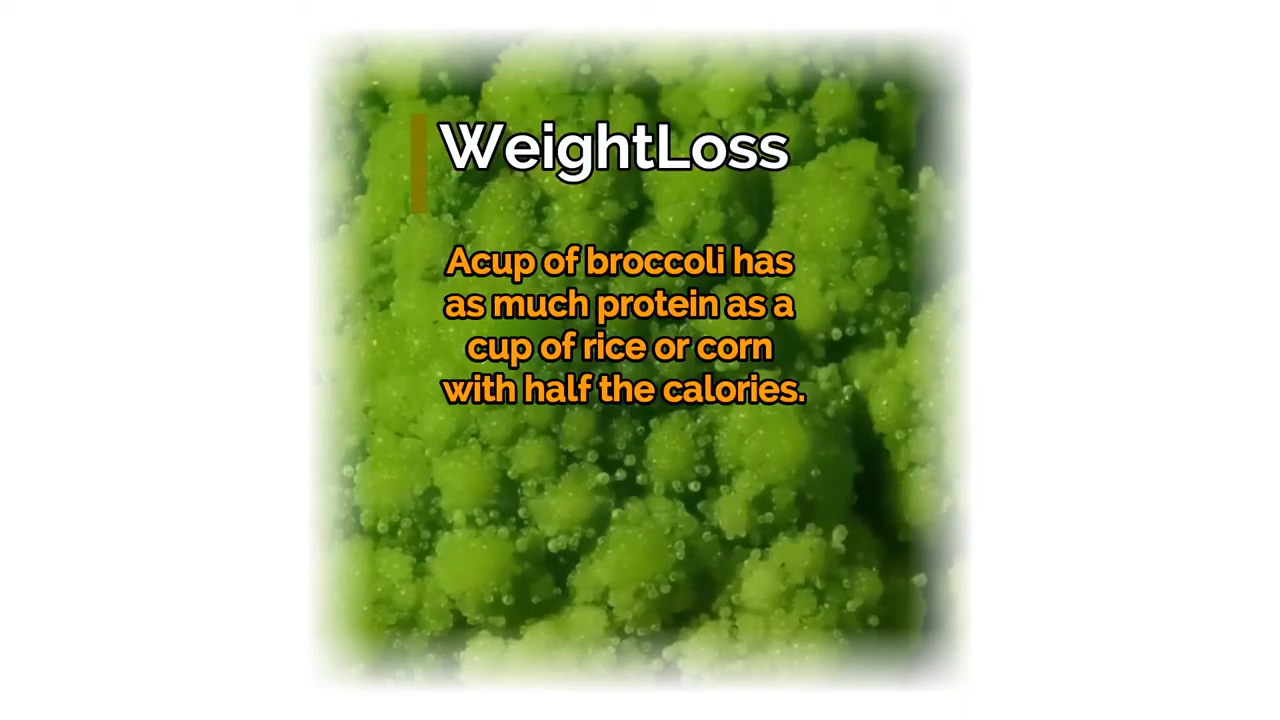 WeightLoss
Acup of broccoli has
as much protein as a
cup of rice or corn
with half the calories.